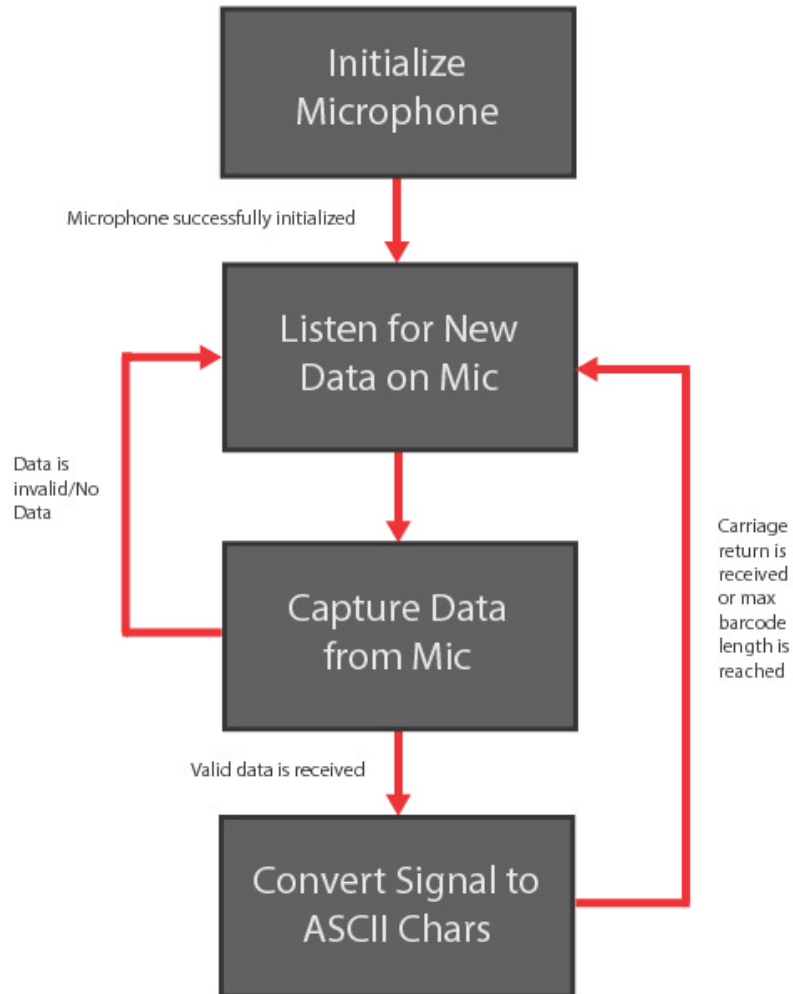 Initialize
Microphone
Microphone successfully initialized
Listen for New
Data on Mic
Data is
invalid/No
Data
Carriage
return is
received
or max
barcode
length is
reached
Capture Data
from Mic
Valid data is received
Convert Signal to
ASCII Chars